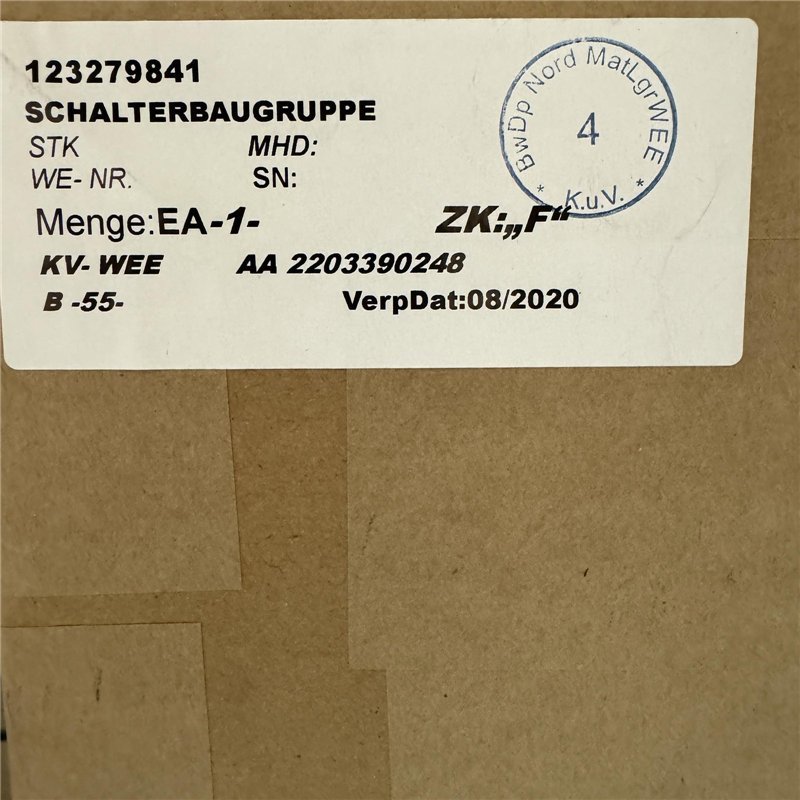 123279841
SCHALTERBAUGRUPPE
STK MHD:
WE- NR. SN:
Menge:EA-1- ZK:„F“
KV- WEE AA 2203390248
B -55- VerpDat:08/2020
BwDp Nord MatLgrWEE
4
* K.u.V. *